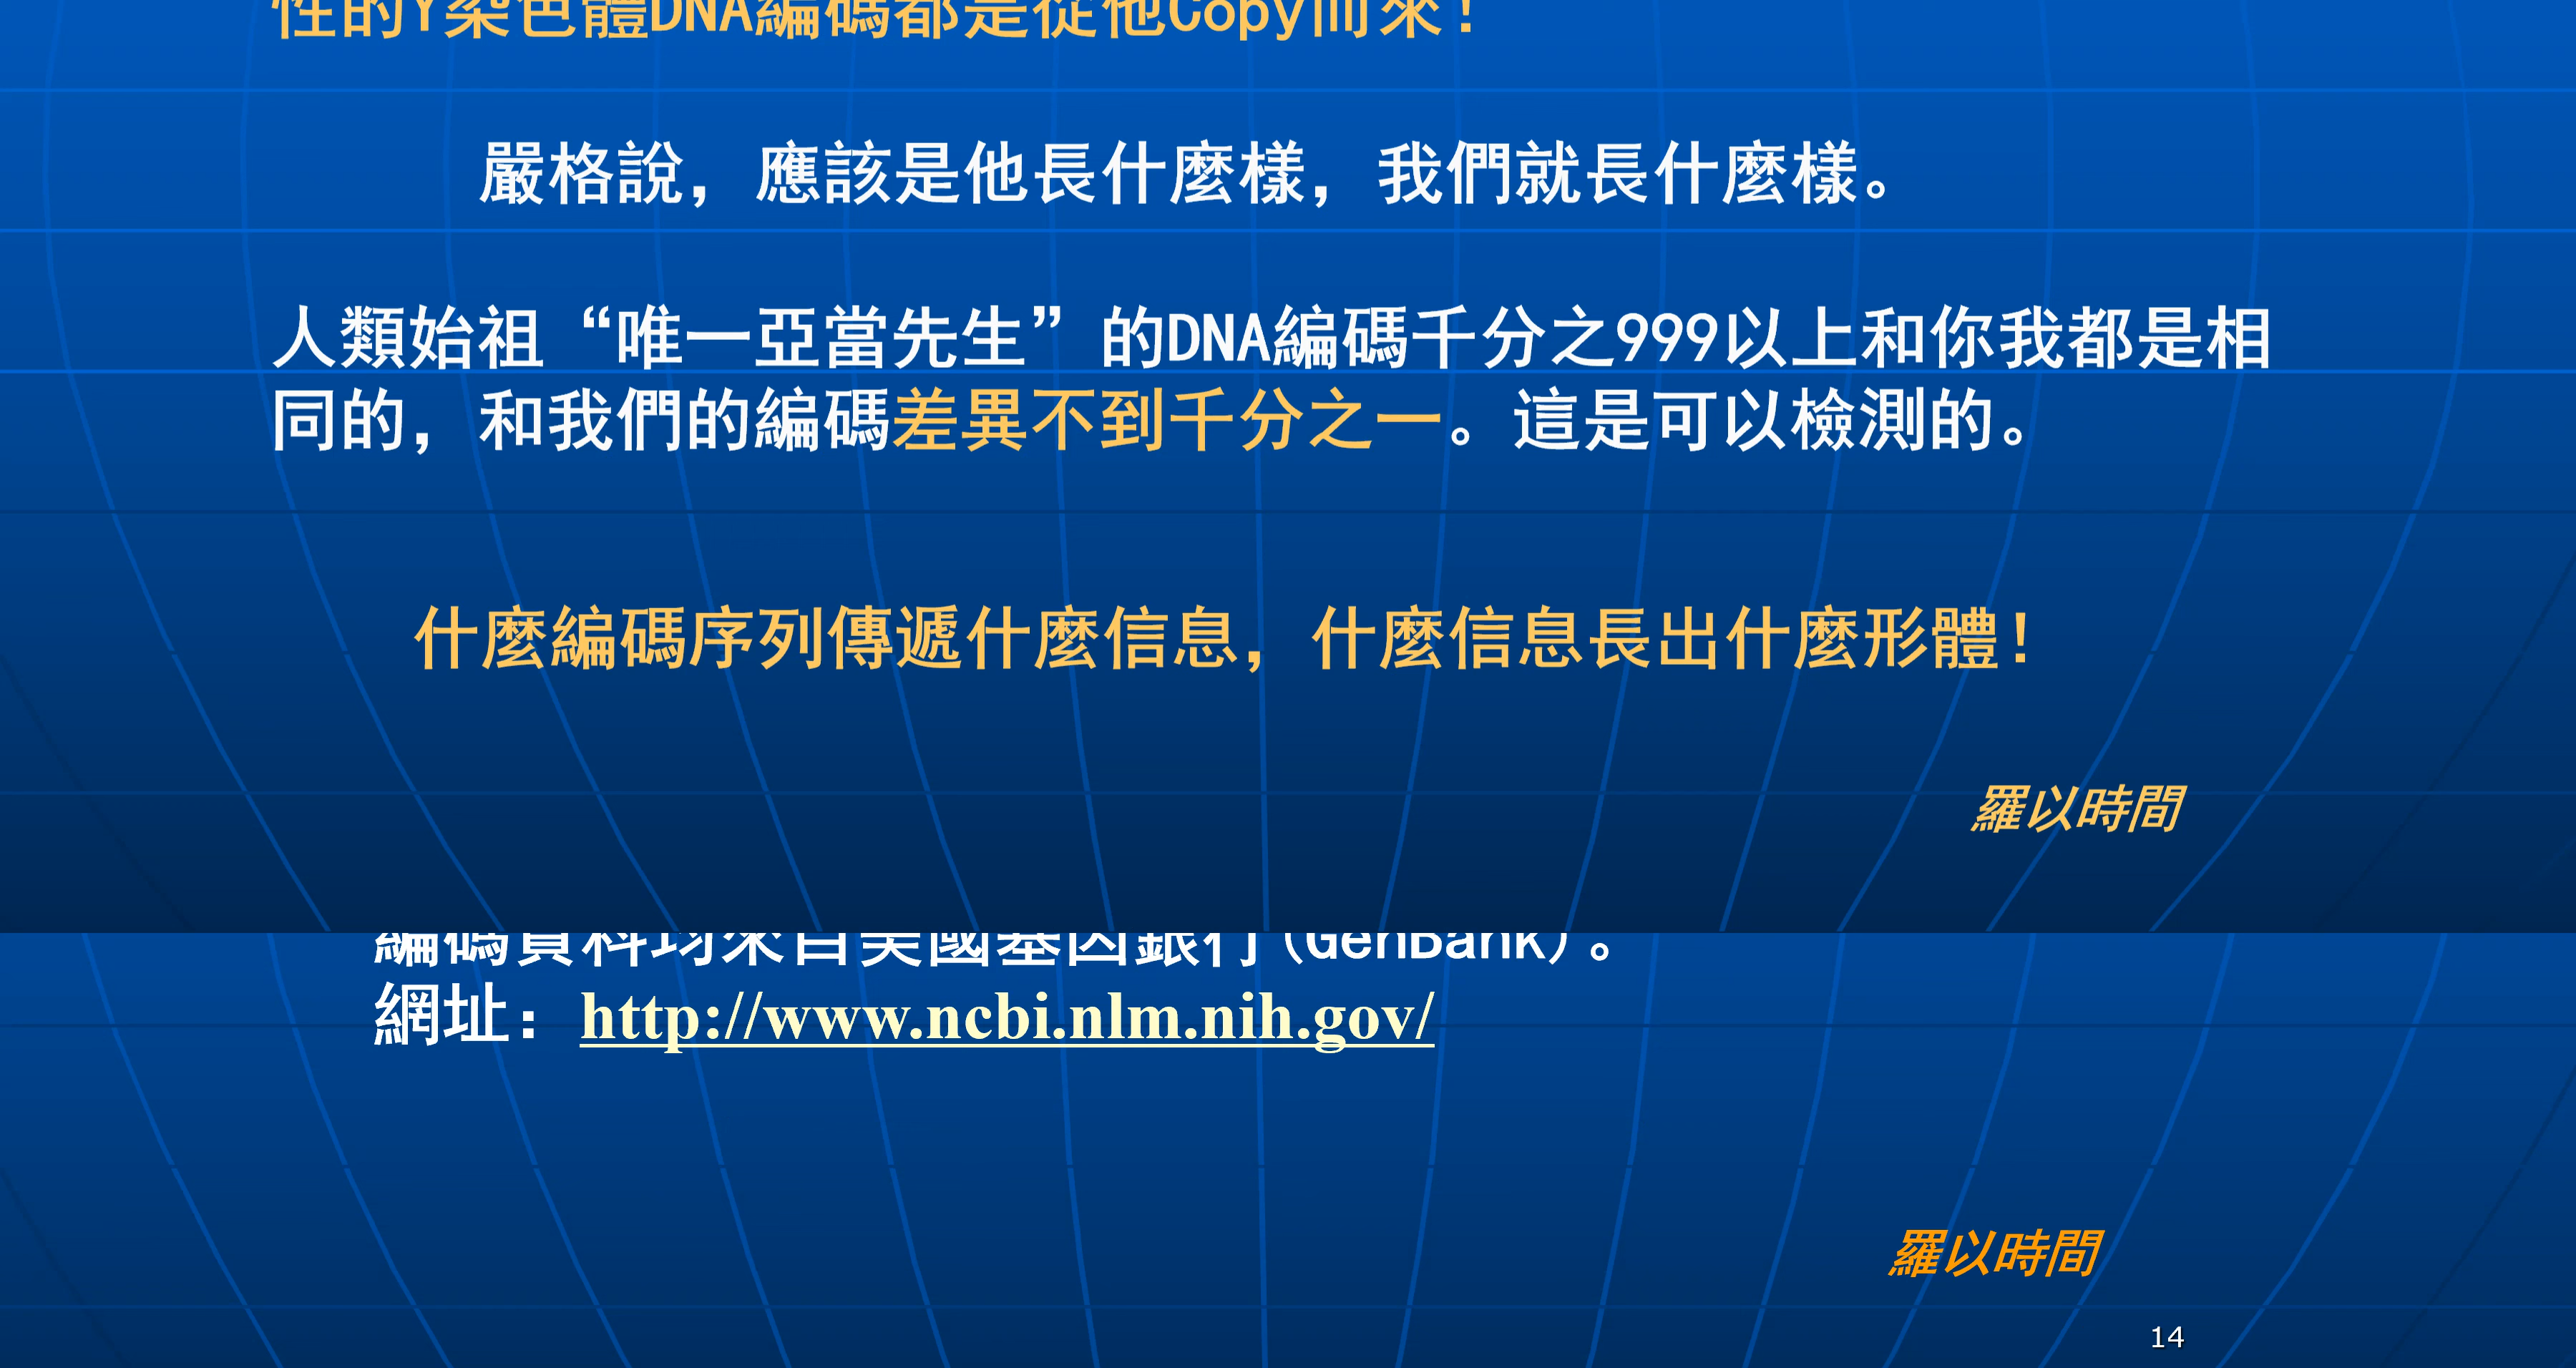 性的Y染色體DNA編碼都是從他Copy而來！
嚴格說，應該是他長什麼樣，我們就長什麼樣。
人類始祖“唯一亞當先生”的DNA編碼千分之999以上和你我都是相
同的，和我們的編碼差異不到千分之一。這是可以檢測的。
什麼編碼序列傳遞什麼信息，什麼信息長出什麼形體！
羅以時間
編碼資料均來自美國基因銀行(GenBank)。
網址：http://www.ncbi.nlm.nih.gov/
羅以時間
14